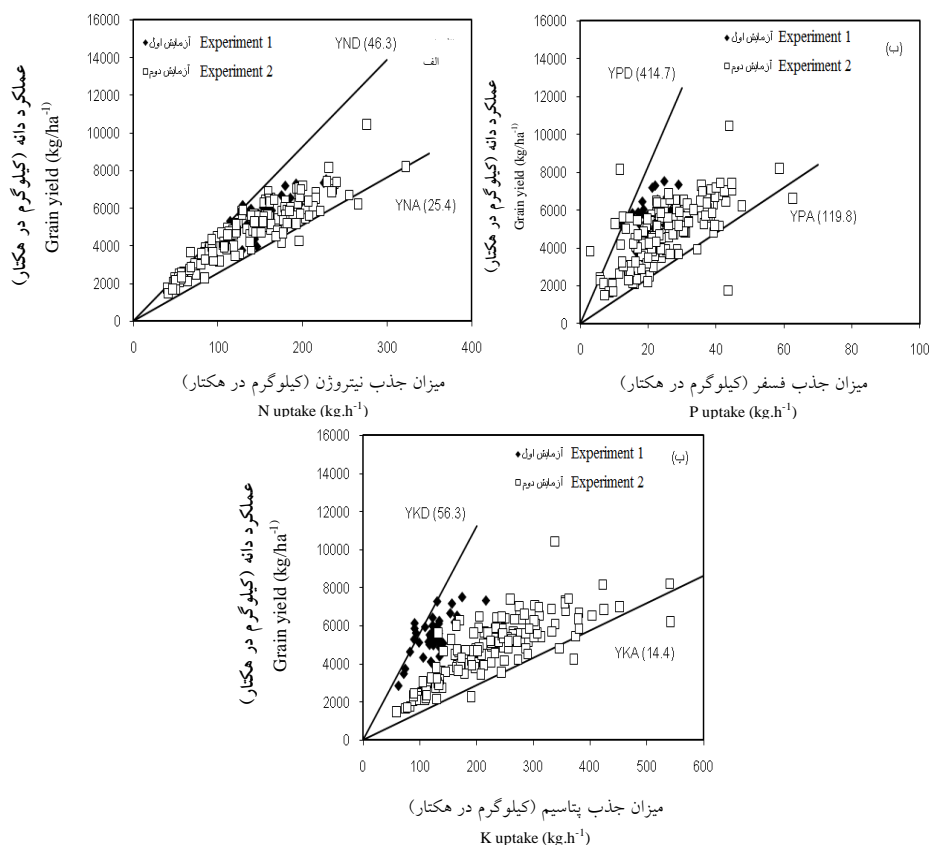 عملکرد دانه (کیلوگرم در هکتار)
Grain yield (kg/ha⁻¹)
16000
14000
12000
10000
8000
6000
4000
2000
0
آزمایش اول Experiment 1
آزمایش دوم Experiment 2
YND (46.3)
الف
YNA (25.4)
0 100 200 300 400
میزان جذب نیتروژن (کیلوگرم در هکتار)
N uptake (kg.h⁻¹)
عملکرد دانه (کیلوگرم در هکتار)
Grain yield (kg/ha⁻¹)
16000
14000
12000
10000
8000
6000
4000
2000
0
آزمایش اول Experiment 1
آزمایش دوم Experiment 2
(ب)
YPD (414.7)
YPA (119.8)
0 20 40 60 80 100
میزان جذب فسفر (کیلوگرم در هکتار)
P uptake (kg.h⁻¹)
عملکرد دانه (کیلوگرم در هکتار)
Grain yield (kg/ha⁻¹)
16000
14000
12000
10000
8000
6000
4000
2000
0
آزمایش اول Experiment 1
آزمایش دوم Experiment 2
(ب)
YKD (56.3)
YKA (14.4)
0 100 200 300 400 500 600
میزان جذب پتاسیم (کیلوگرم در هکتار)
K uptake (kg.h⁻¹)